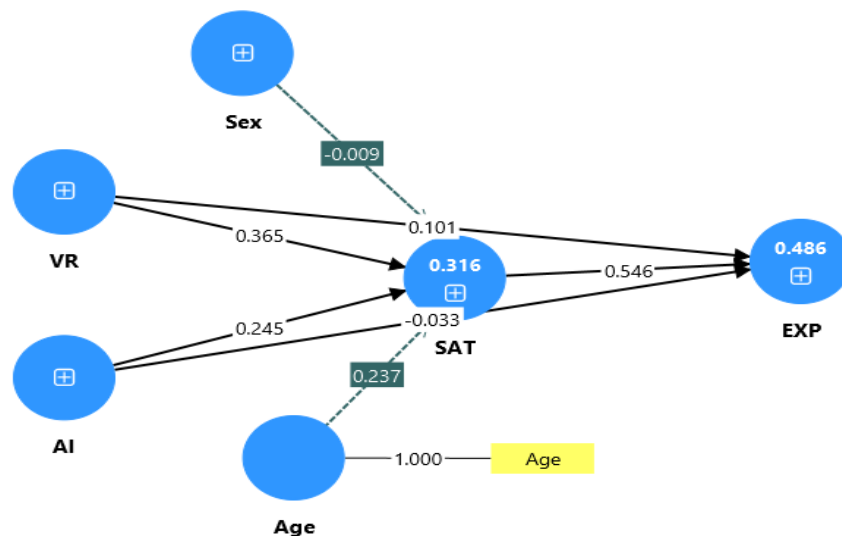 Sex
-0.009
VR
0.365
0.101
0.316
SAT
0.546
0.486
EXP
AI
0.245
-0.033
0.237
Age
1.000
Age